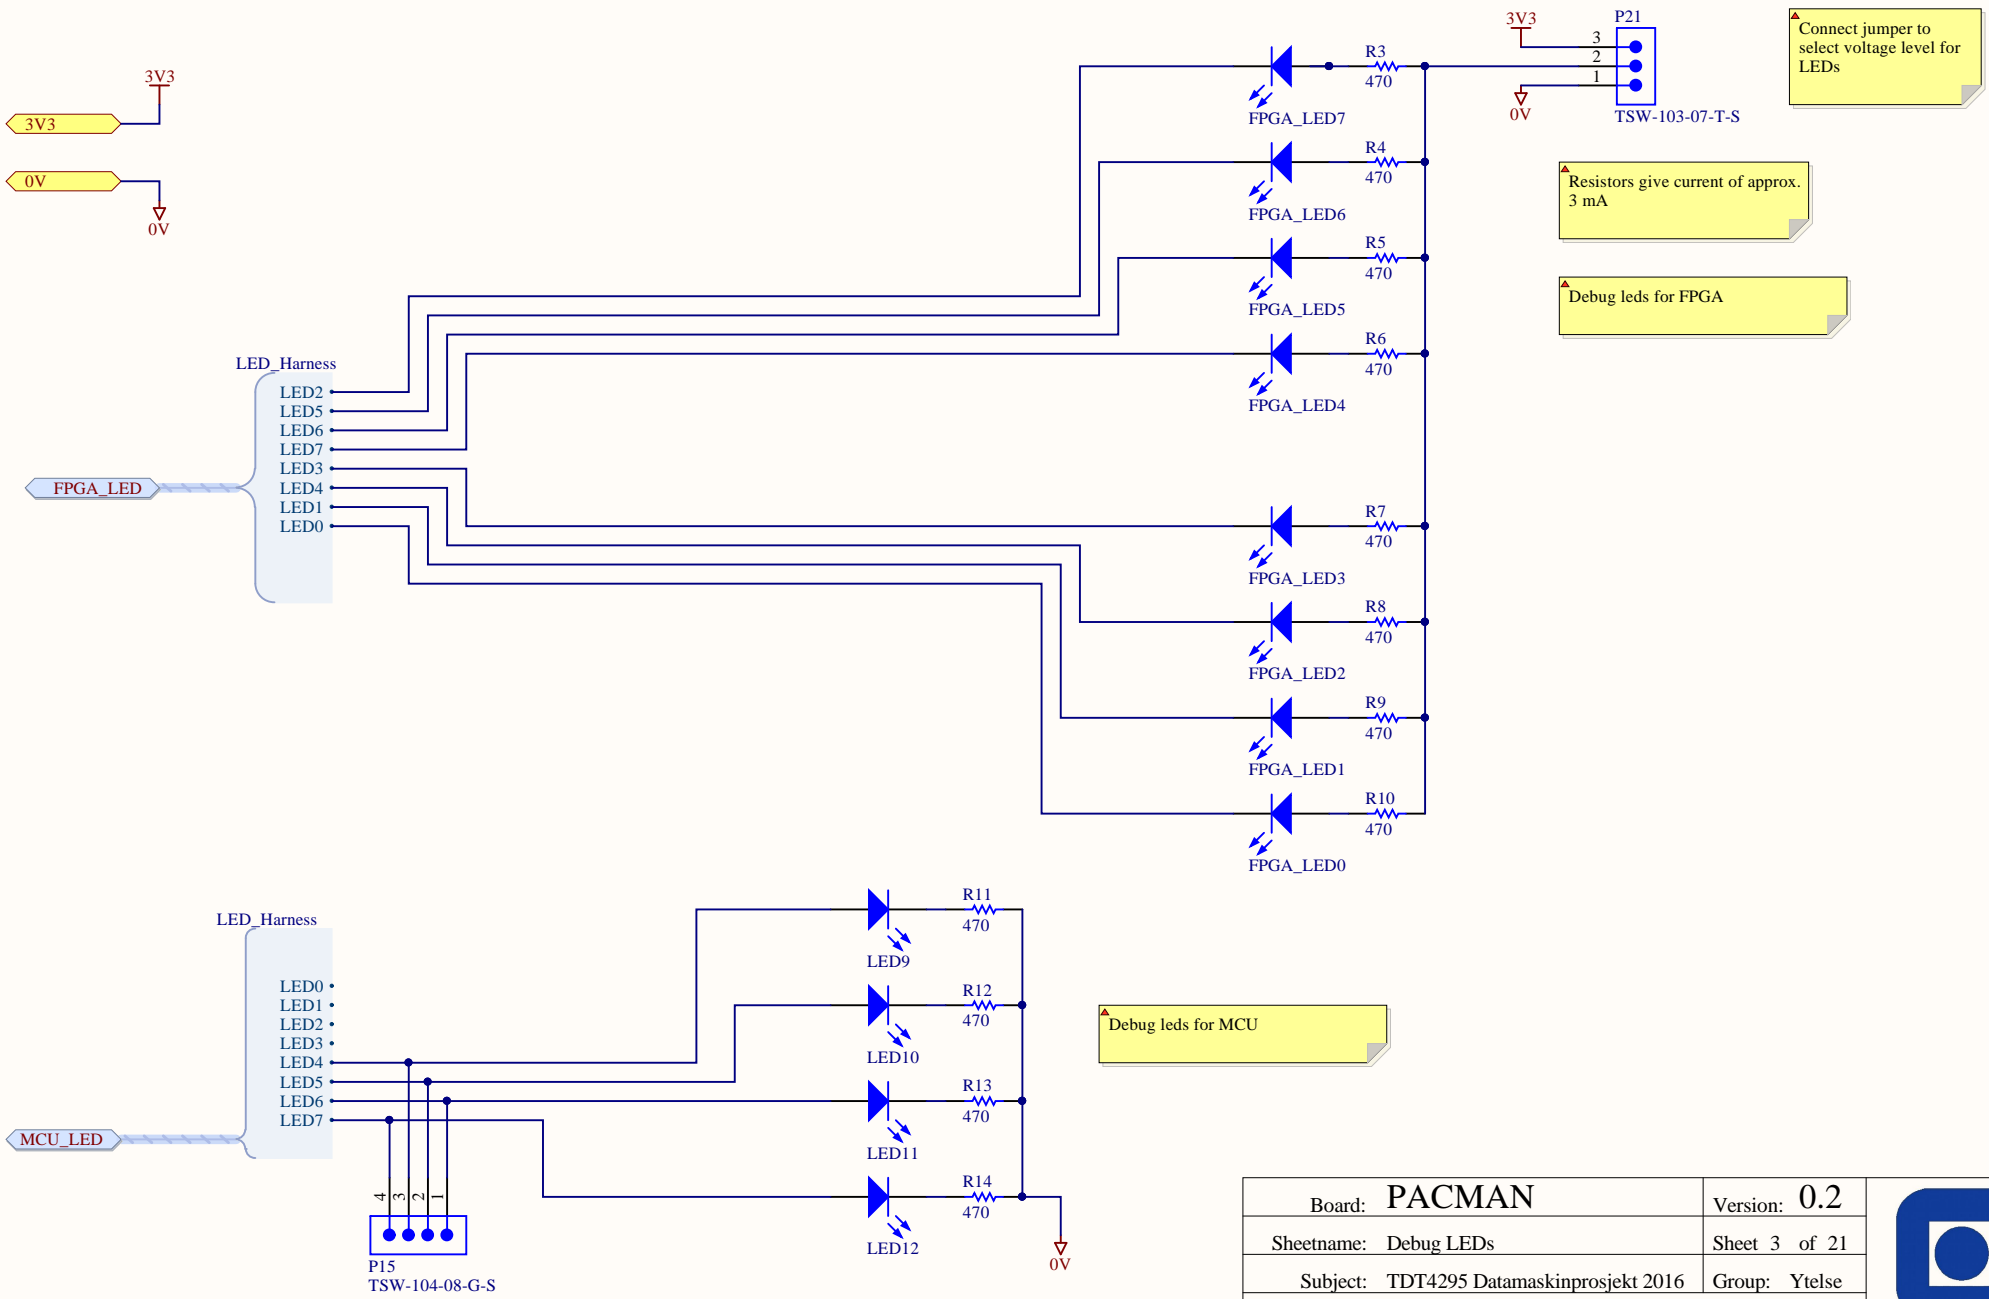 3V3
3V3
0V
0V
FPGA_LED
LED_Harness
LED2
LED5
LED6
LED7
LED3
LED4
LED1
LED0
R3
470
FPGA_LED7
R4
470
FPGA_LED6
R5
470
FPGA_LED5
R6
470
FPGA_LED4
R7
470
FPGA_LED3
R8
470
FPGA_LED2
R9
470
FPGA_LED1
R10
470
FPGA_LED0
3V3
0V
P21
3
2
1
TSW-103-07-T-S
Connect jumper to
select voltage level for
LEDs
Resistors give current of approx.
3 mA
Debug leds for FPGA
MCU_LED
LED_Harness
LED0
LED1
LED2
LED3
LED4
LED5
LED6
LED7
4
3
2
1
P15
TSW-104-08-G-S
R11
470
LED9
R12
470
LED10
R13
470
LED11
R14
470
LED12
0V
Debug leds for MCU
Board: PACMAN Version: 0.2
Sheetname: Debug LEDs Sheet 3 of 21
Subject: TDT4295 Datamaskinprosjekt 2016 Group: Ytelse